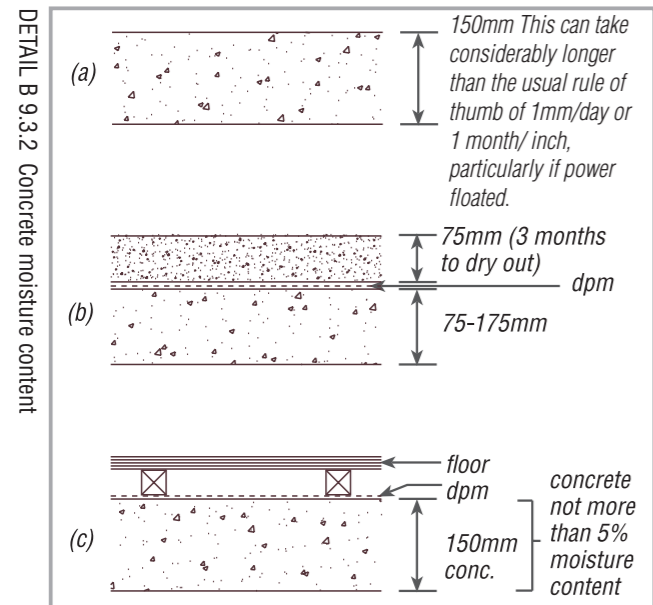 DETAIL B 9.3.2 Concrete moisture content
(a)
150mm This can take
considerably longer
than the usual rule of
thumb of 1mm/day or
1 month/ inch,
particularly if power
floated.
(b)
75mm (3 months
to dry out)
dpm
75-175mm
(c)
floor
dpm
150mm
conc.
concrete
not more
than 5%
moisture
content